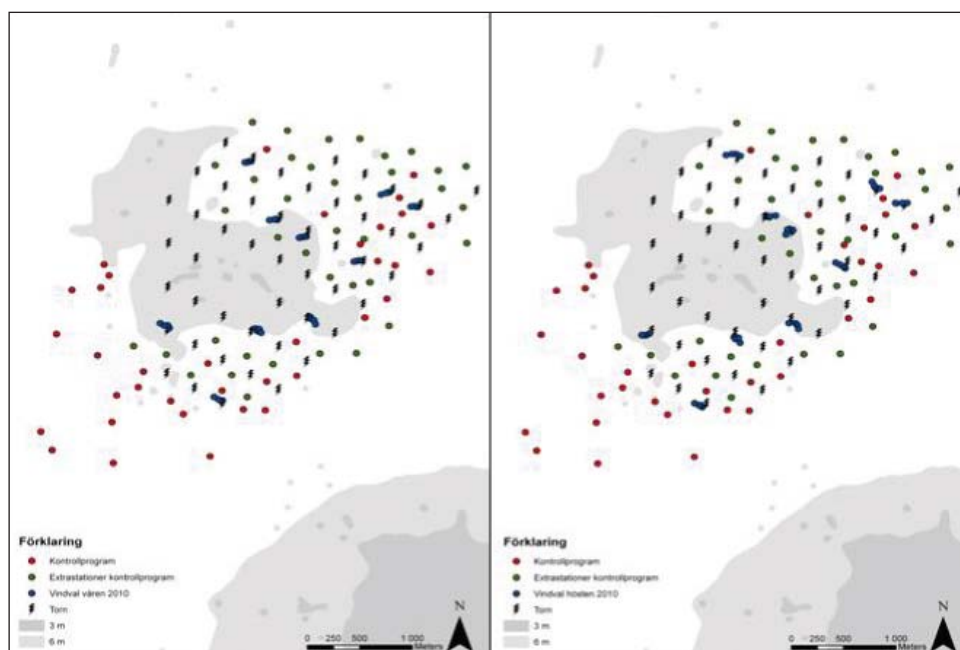 Förklaring
Kontrollprogram
Extrastationer kontrollprogram
Vindval våren 2010
Torn
3 m
6 m
N
0 250 500 1 000
Meters
Förklaring
Kontrollprogram
Extrastationer kontrollprogram
Vindval hösten 2010
Torn
3 m
6 m
N
0 250 500 1 000
Meters